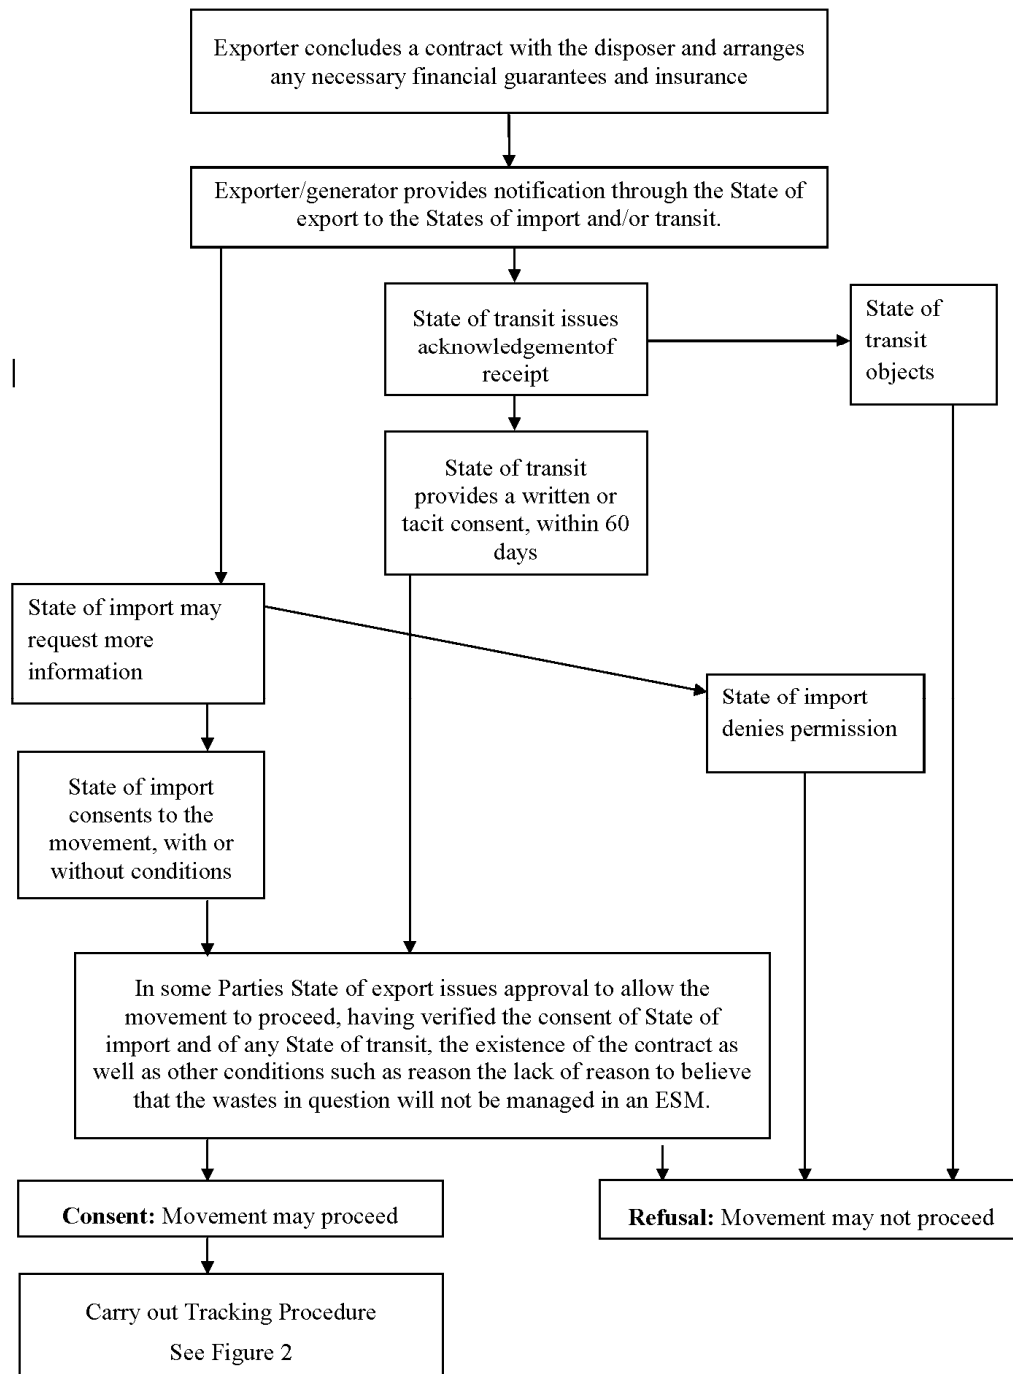 Exporter concludes a contract with the disposer and arranges
any necessary financial guarantees and insurance
Exporter/generator provides notification through the State of
export to the States of import and/or transit.
State of transit issues
acknowledgementof
receipt
State of
transit
objects
State of transit
provides a written or
tacit consent, within 60
days
State of import may
request more
information
State of import
denies permission
State of import
consents to the
movement, with or
without conditions
In some Parties State of export issues approval to allow the
movement to proceed, having verified the consent of State of
import and of any State of transit, the existence of the contract as
well as other conditions such as reason the lack of reason to believe
that the wastes in question will not be managed in an ESM.
Consent: Movement may proceed
Refusal: Movement may not proceed
Carry out Tracking Procedure
See Figure 2